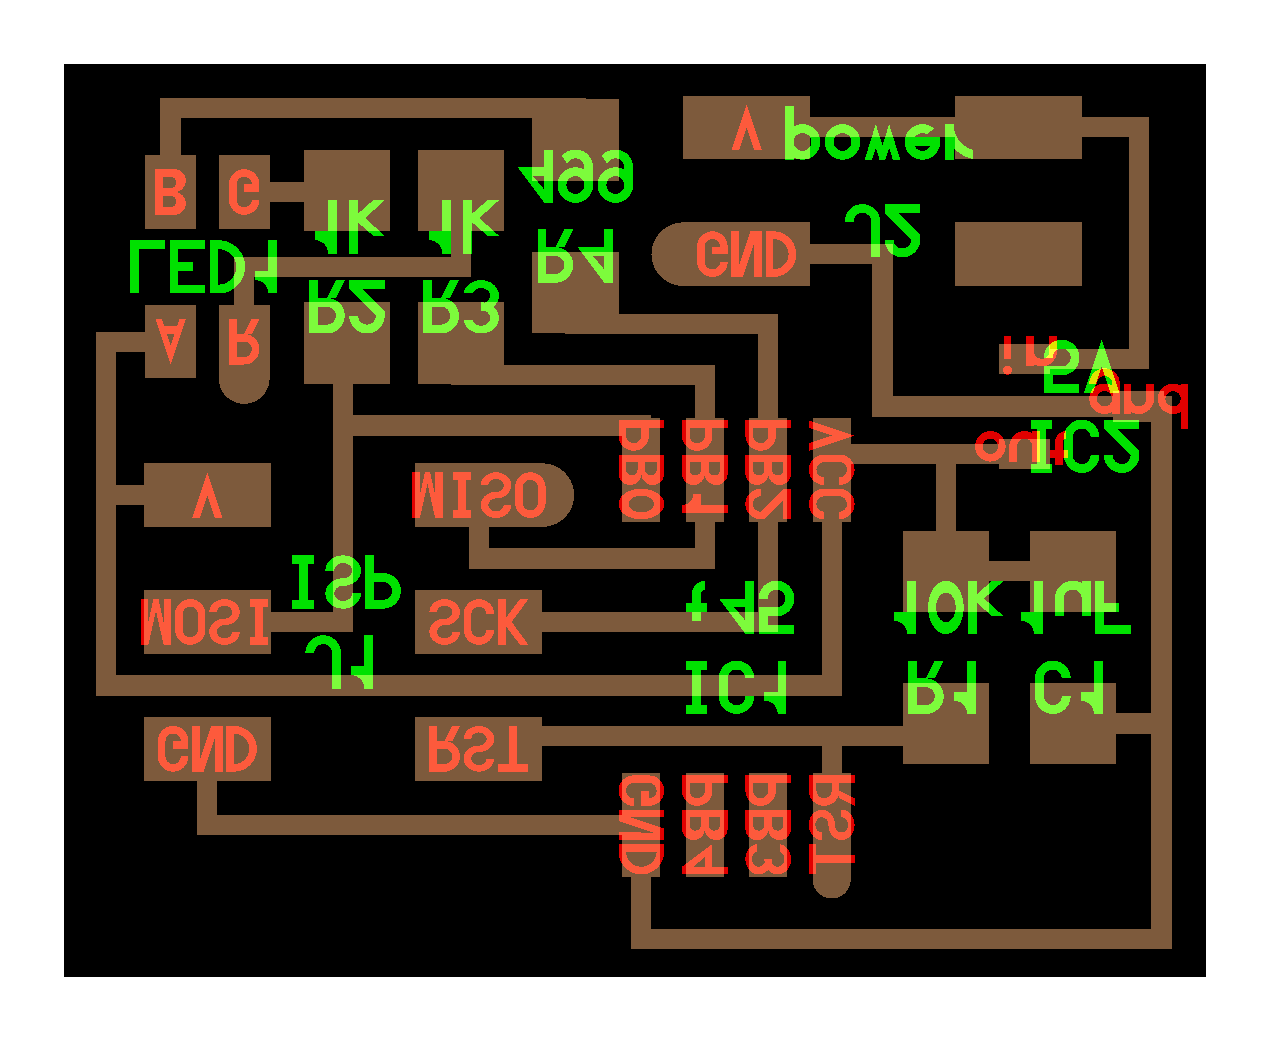 V
power
B
G
499
1K
1K
J2
GND
R4
LED1
R2
R3
A
R
in
5V
gnd
IC2
out
PB0
PB1
PB2
VCC
V
MISO
ISP
t45
10K
1uF
MOSI
SCK
J1
IC1
R1
C1
GND
RST
GND
PB4
PB3
RST